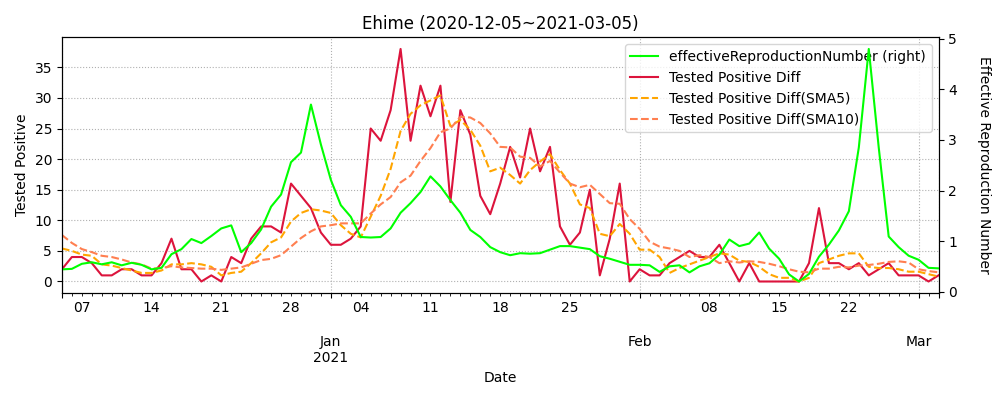 Ehime (2020-12-05~2021-03-05)
effectiveReproductionNumber (right)
Tested Positive Diff
Tested Positive Diff(SMA5)
Tested Positive Diff(SMA10)
Tested Positive
35
30
25
20
15
10
5
0
Effective Reproduction Number
5
4
3
2
1
0
07 14 21 28 04 11 18 25 08 15 22
Jan Feb Mar
2021
Date